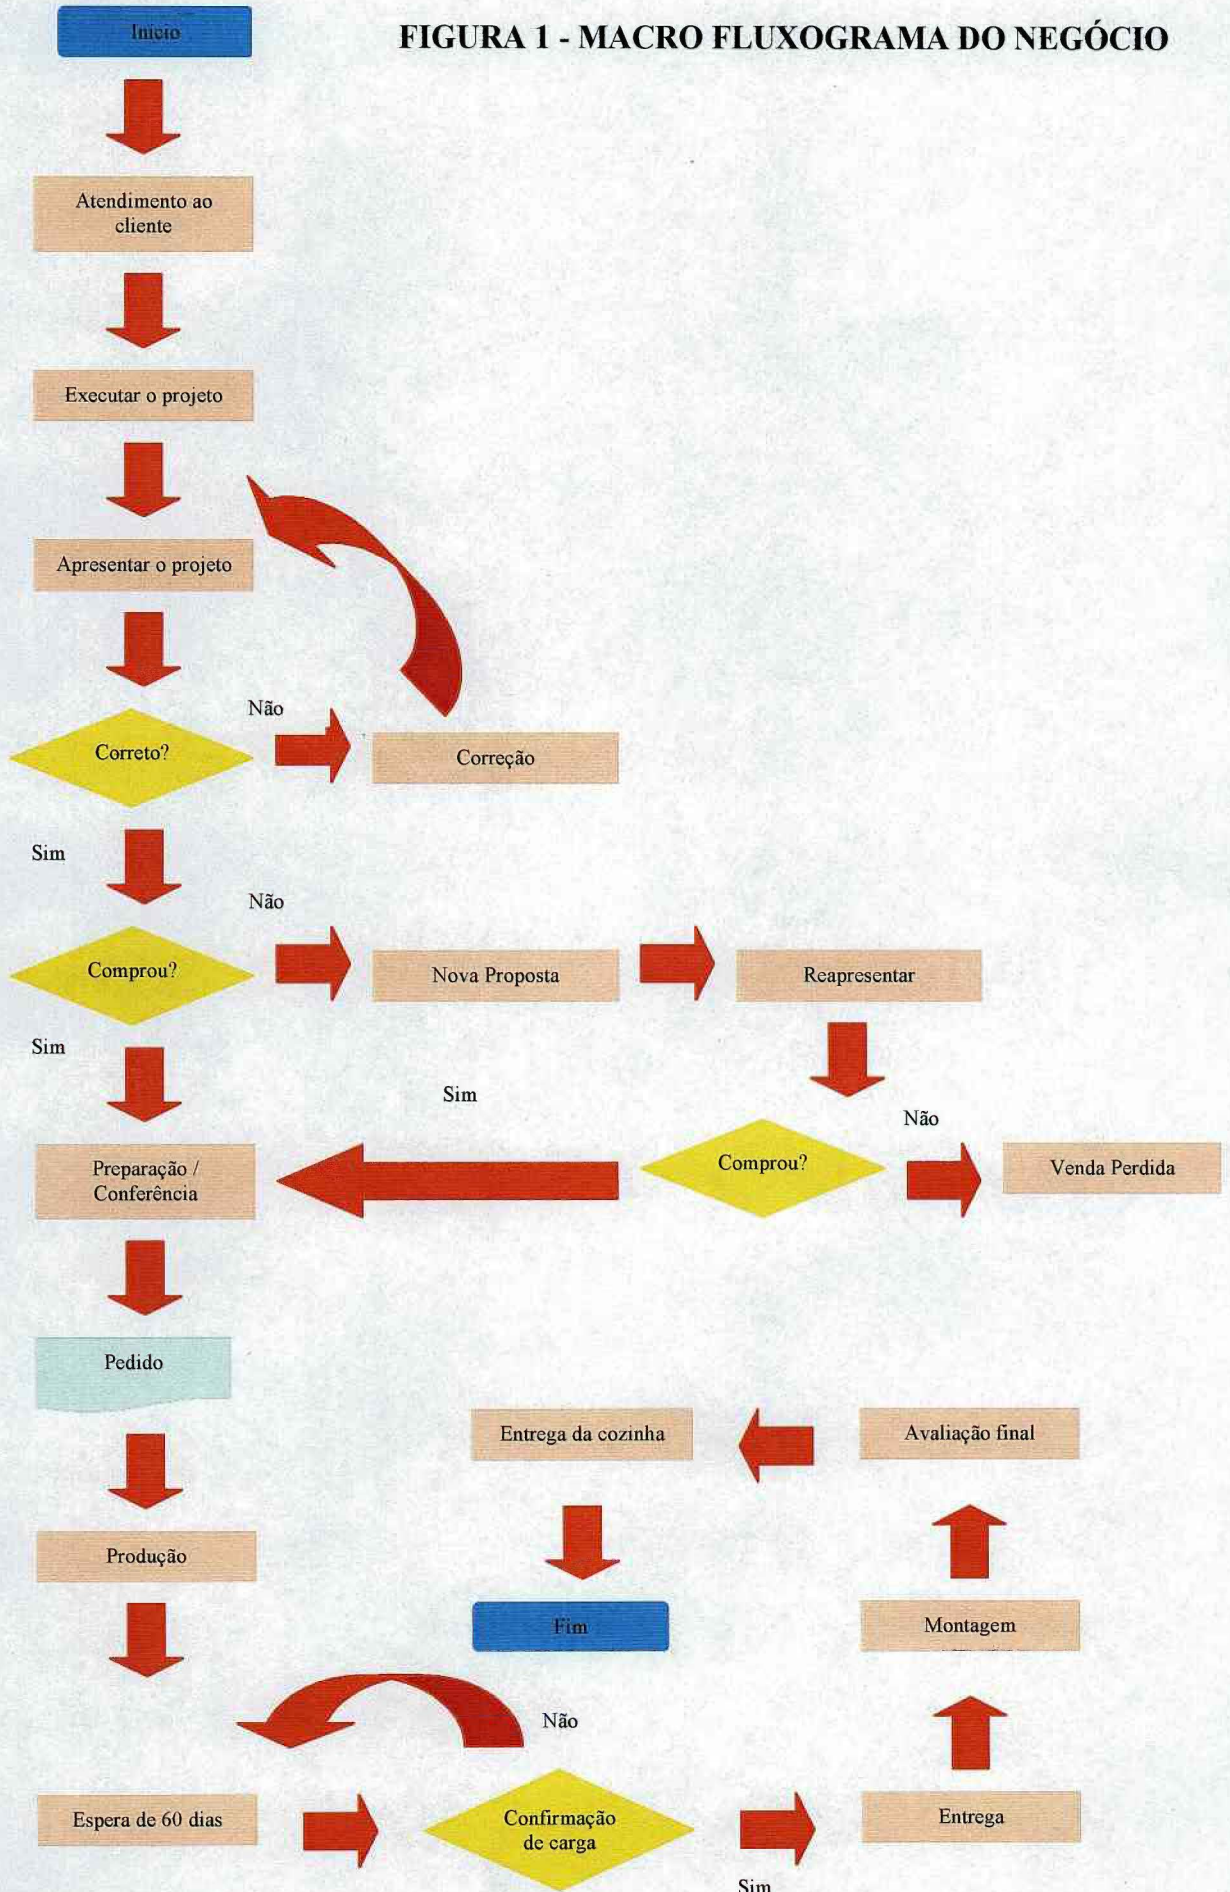 Início
FIGURA 1 - MACRO FLUXOGRAMA DO NEGÓCIO
Atendimento ao
cliente
Executar o projeto
Apresentar o projeto
Não
Correto?
Correção
Sim
Não
Comprou?
Nova Proposta
Reapresentar
Sim
Sim
Não
Preparação /
Conferência
Comprou?
Venda Perdida
Pedido
Entrega da cozinha
Avaliação final
Produção
Fim
Montagem
Não
Espera de 60 dias
Confirmação
de carga
Entrega
Sim